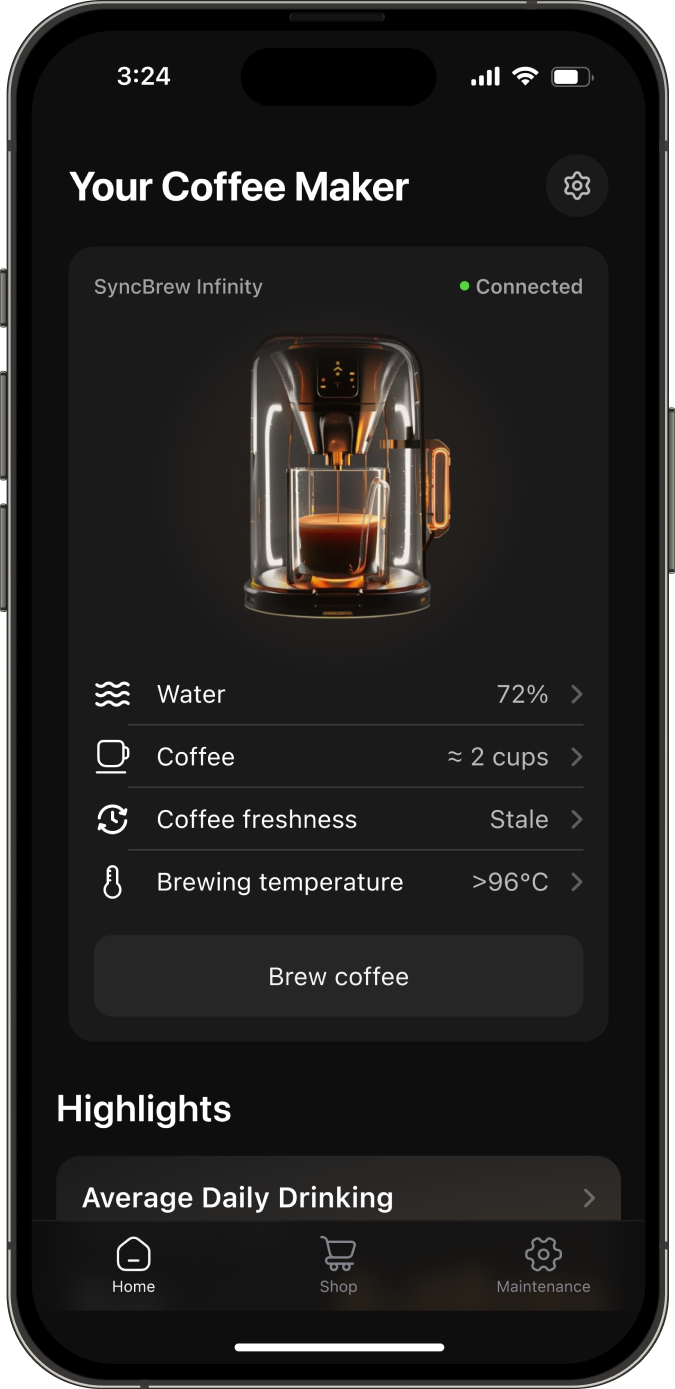 3:24
Your Coffee Maker
SyncBrew Infinity
Connected
Water 72%
Coffee ≈ 2 cups
Coffee freshness Stale
Brewing temperature >96°C
Brew coffee
Highlights
Average Daily Drinking
Home Shop Maintenance